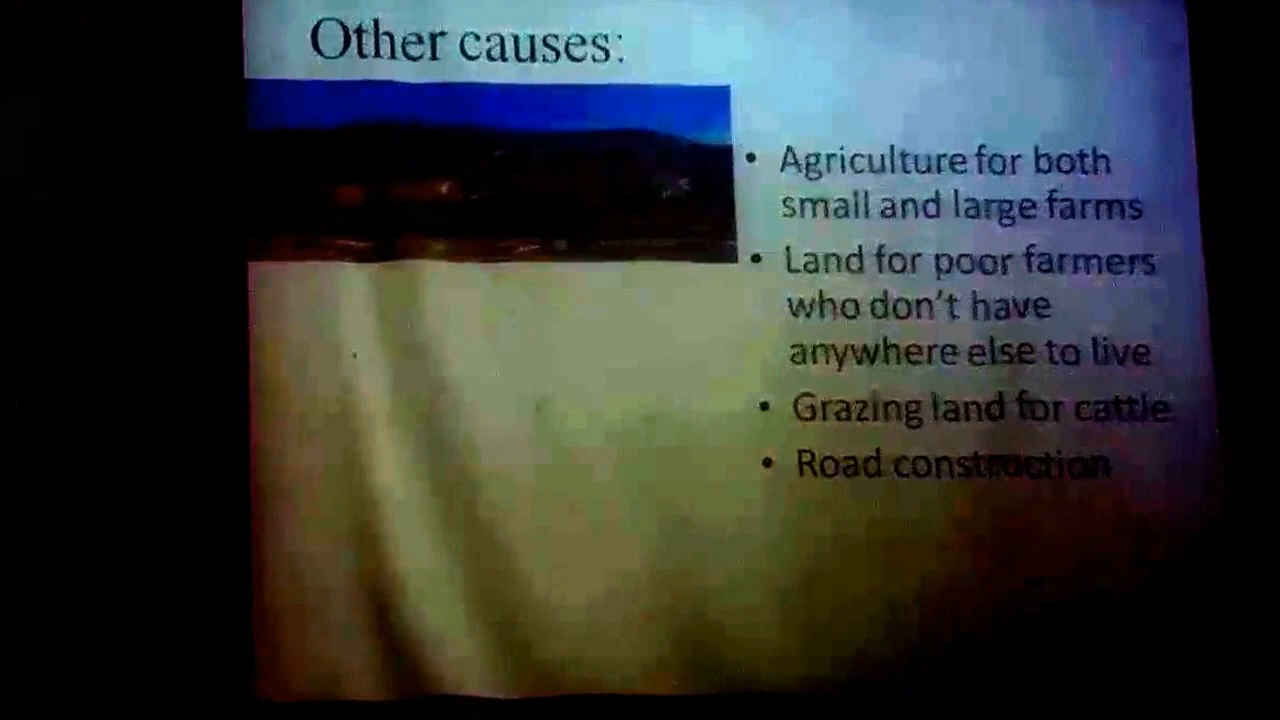 Other causes:
• Agriculture for both
small and large farms
• Land for poor farmers
who don't have
anywhere else to live
• Grazing land for cattle
• Road construction